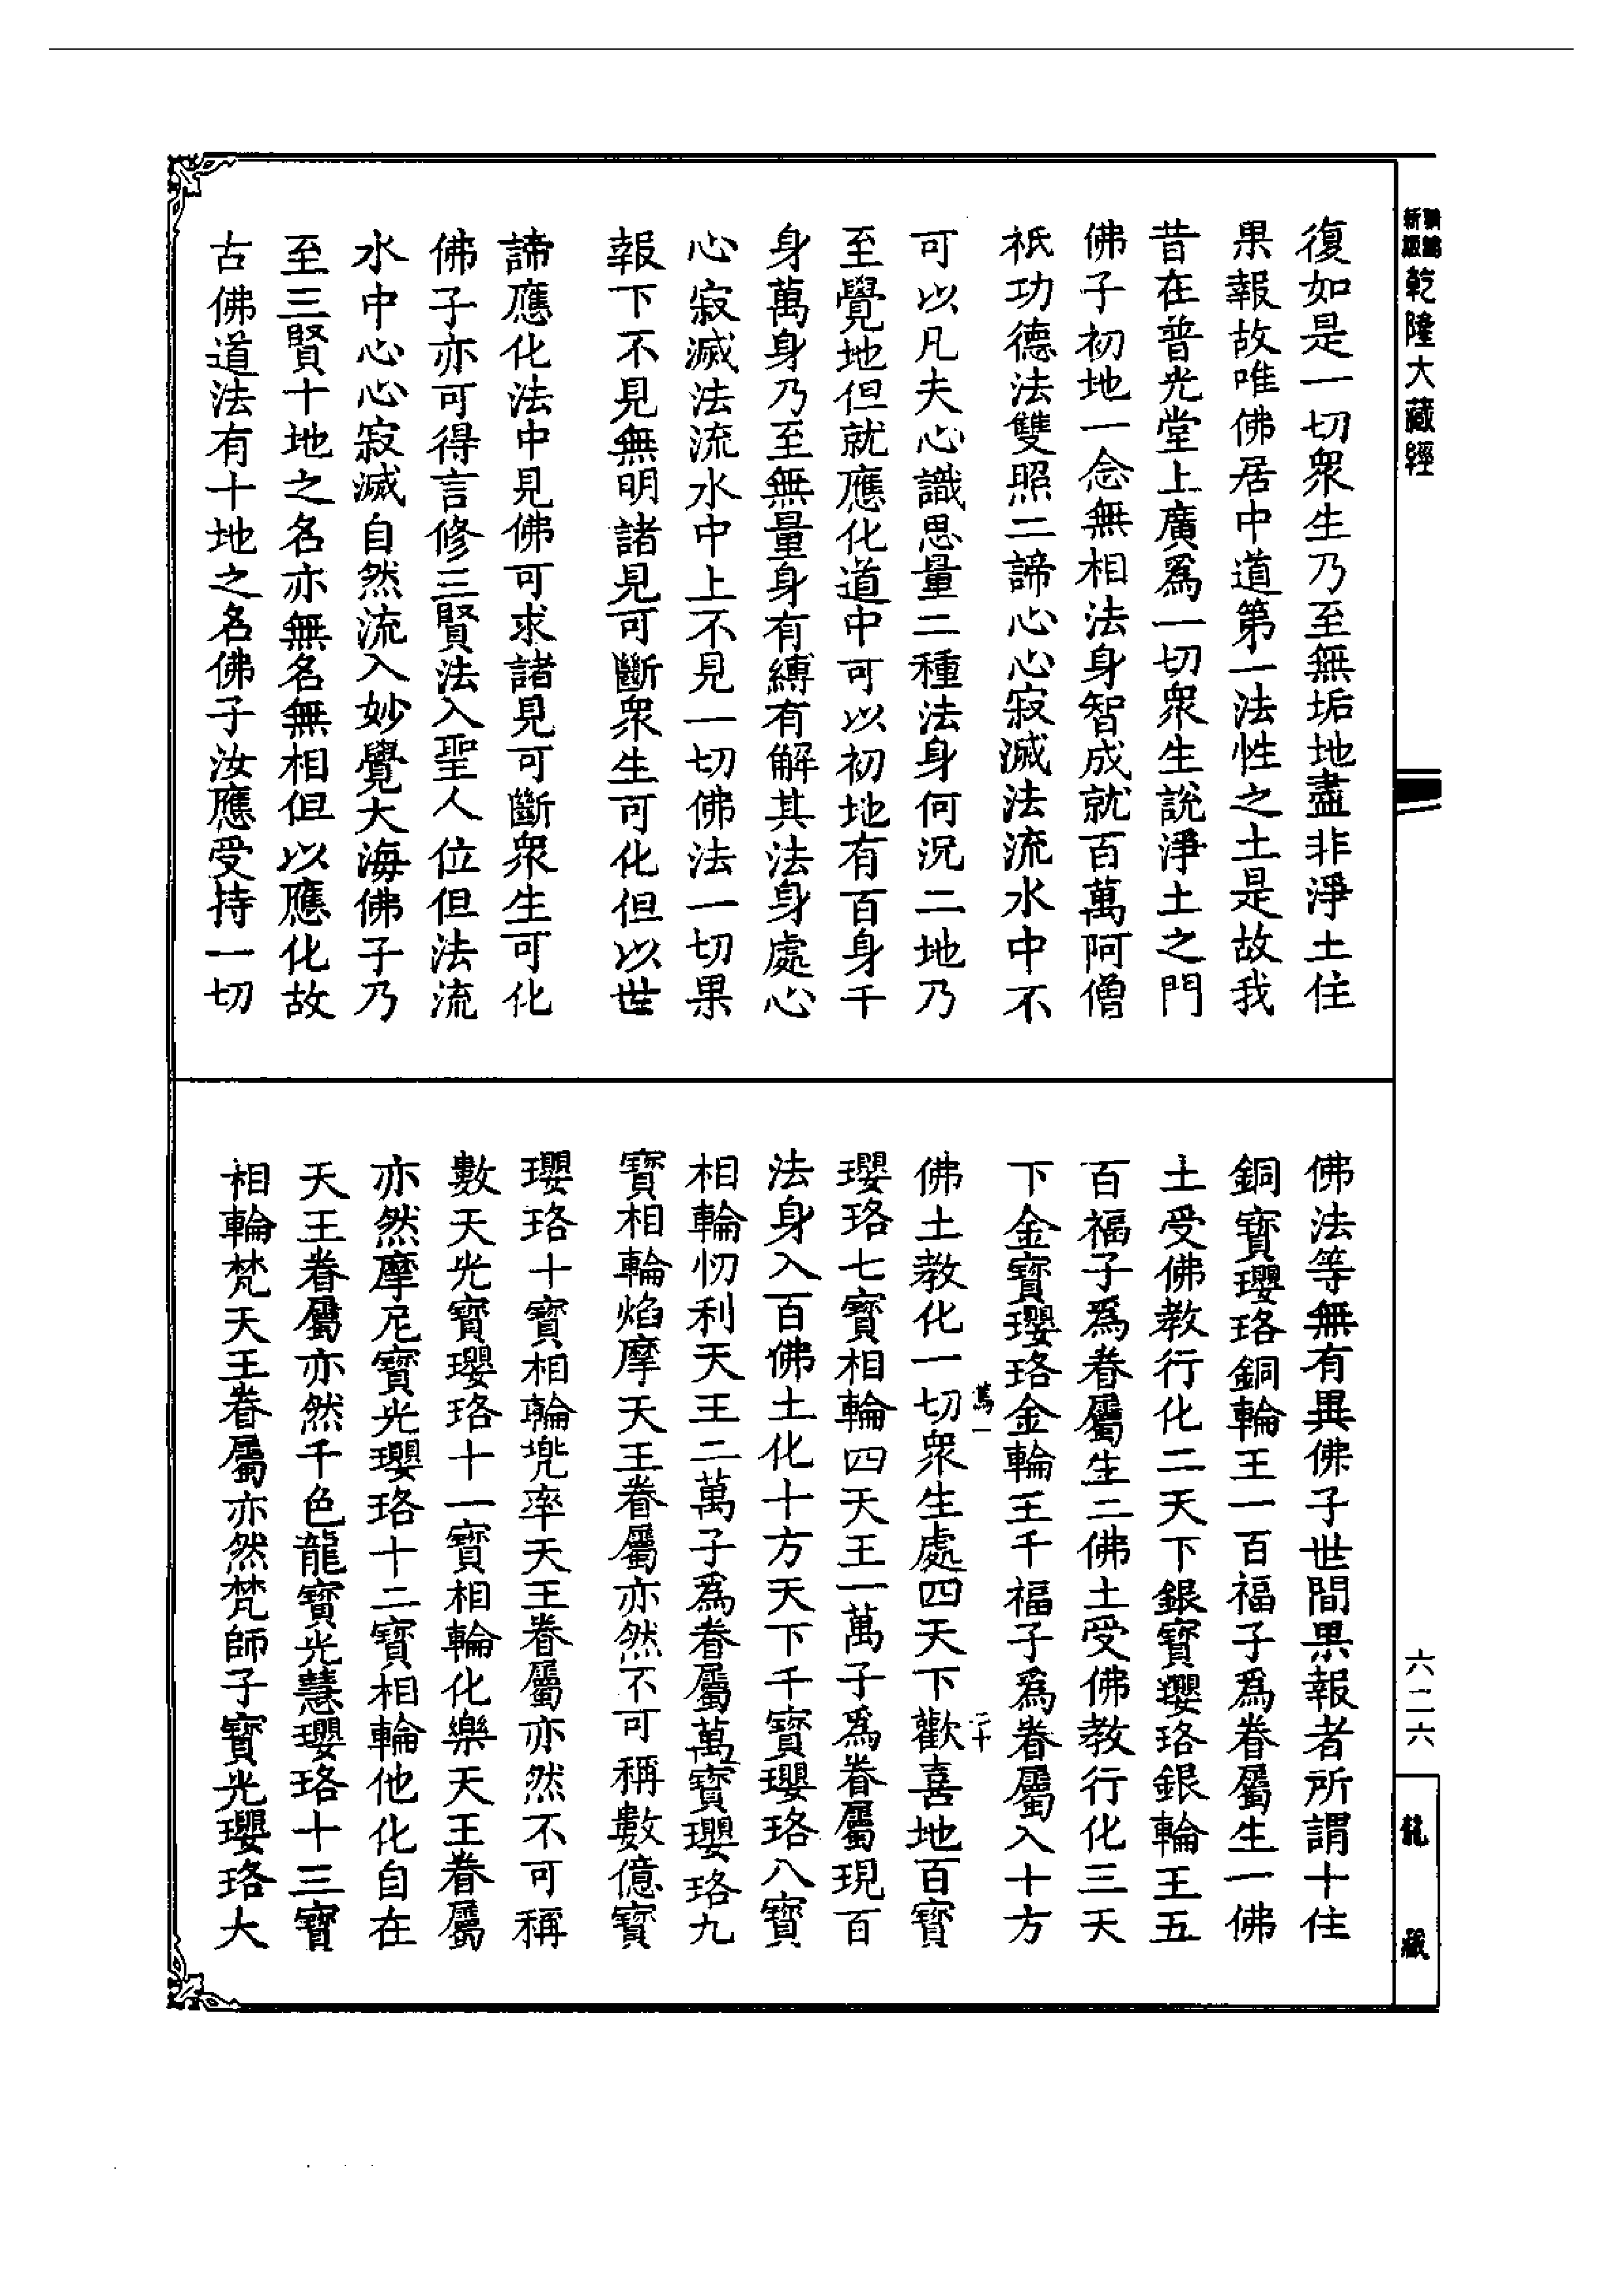 新編
新版
乾隆大藏經
復如是一切衆生乃至無垢地盡非淨土住
果報故唯佛居中道第一法性之土是故我
昔在普光堂上廣爲一切衆生說淨土之門
佛子初地一念無相法身智成就百萬阿僧
祇功德法雙照二諦心心寂滅法流水中不
可以凡夫心識思量二種法身何況二地乃
至覺地但就應化道中可以初地有百身千
身萬身乃至無量身有縛有解其法身處心
心寂滅法流水中上不見一切佛法一切果
報下不見無明諸見可斷衆生可化但以世
諦應化法中見佛可求諸見可斷衆生可化
佛子亦可得言修三賢法入聖人位但法流
水中心心寂滅自然流入妙覺大海佛子乃
至三賢十地之名亦無名無相但以應化故
古佛道法有十地之名佛子汝應受持一切
佛法等無有異佛子世間果報者所謂十住
銅寶瓔珞銅輪王一百福子爲眷屬生一佛
土受佛教行化二天下銀寶瓔珞銀輪王五
百福子爲眷屬生二佛土受佛教行化三天
下金寶瓔珞金輪王千福子爲眷屬入十方
佛土教化一切衆生處四天下歡喜地百寶
瓔珞七寶相輪四天王一萬子爲眷屬現百
法身入百佛土化十方天下千寶瓔珞八寶
相輪忉利天王二萬子爲眷屬萬寶瓔珞九
寶相輪焰摩天王眷屬亦然不可稱數億寶
瓔珞十寶相輪兜率天王眷屬亦然不可稱
數天光寶瓔珞十一寶相輪化樂天王眷屬
亦然摩尼寶光瓔珞十二寶相輪他化自在
天王眷屬亦然千色龍寶光慧瓔珞十三寶
相輪梵天王眷屬亦然梵師子寶光瓔珞大
六二六
龍藏